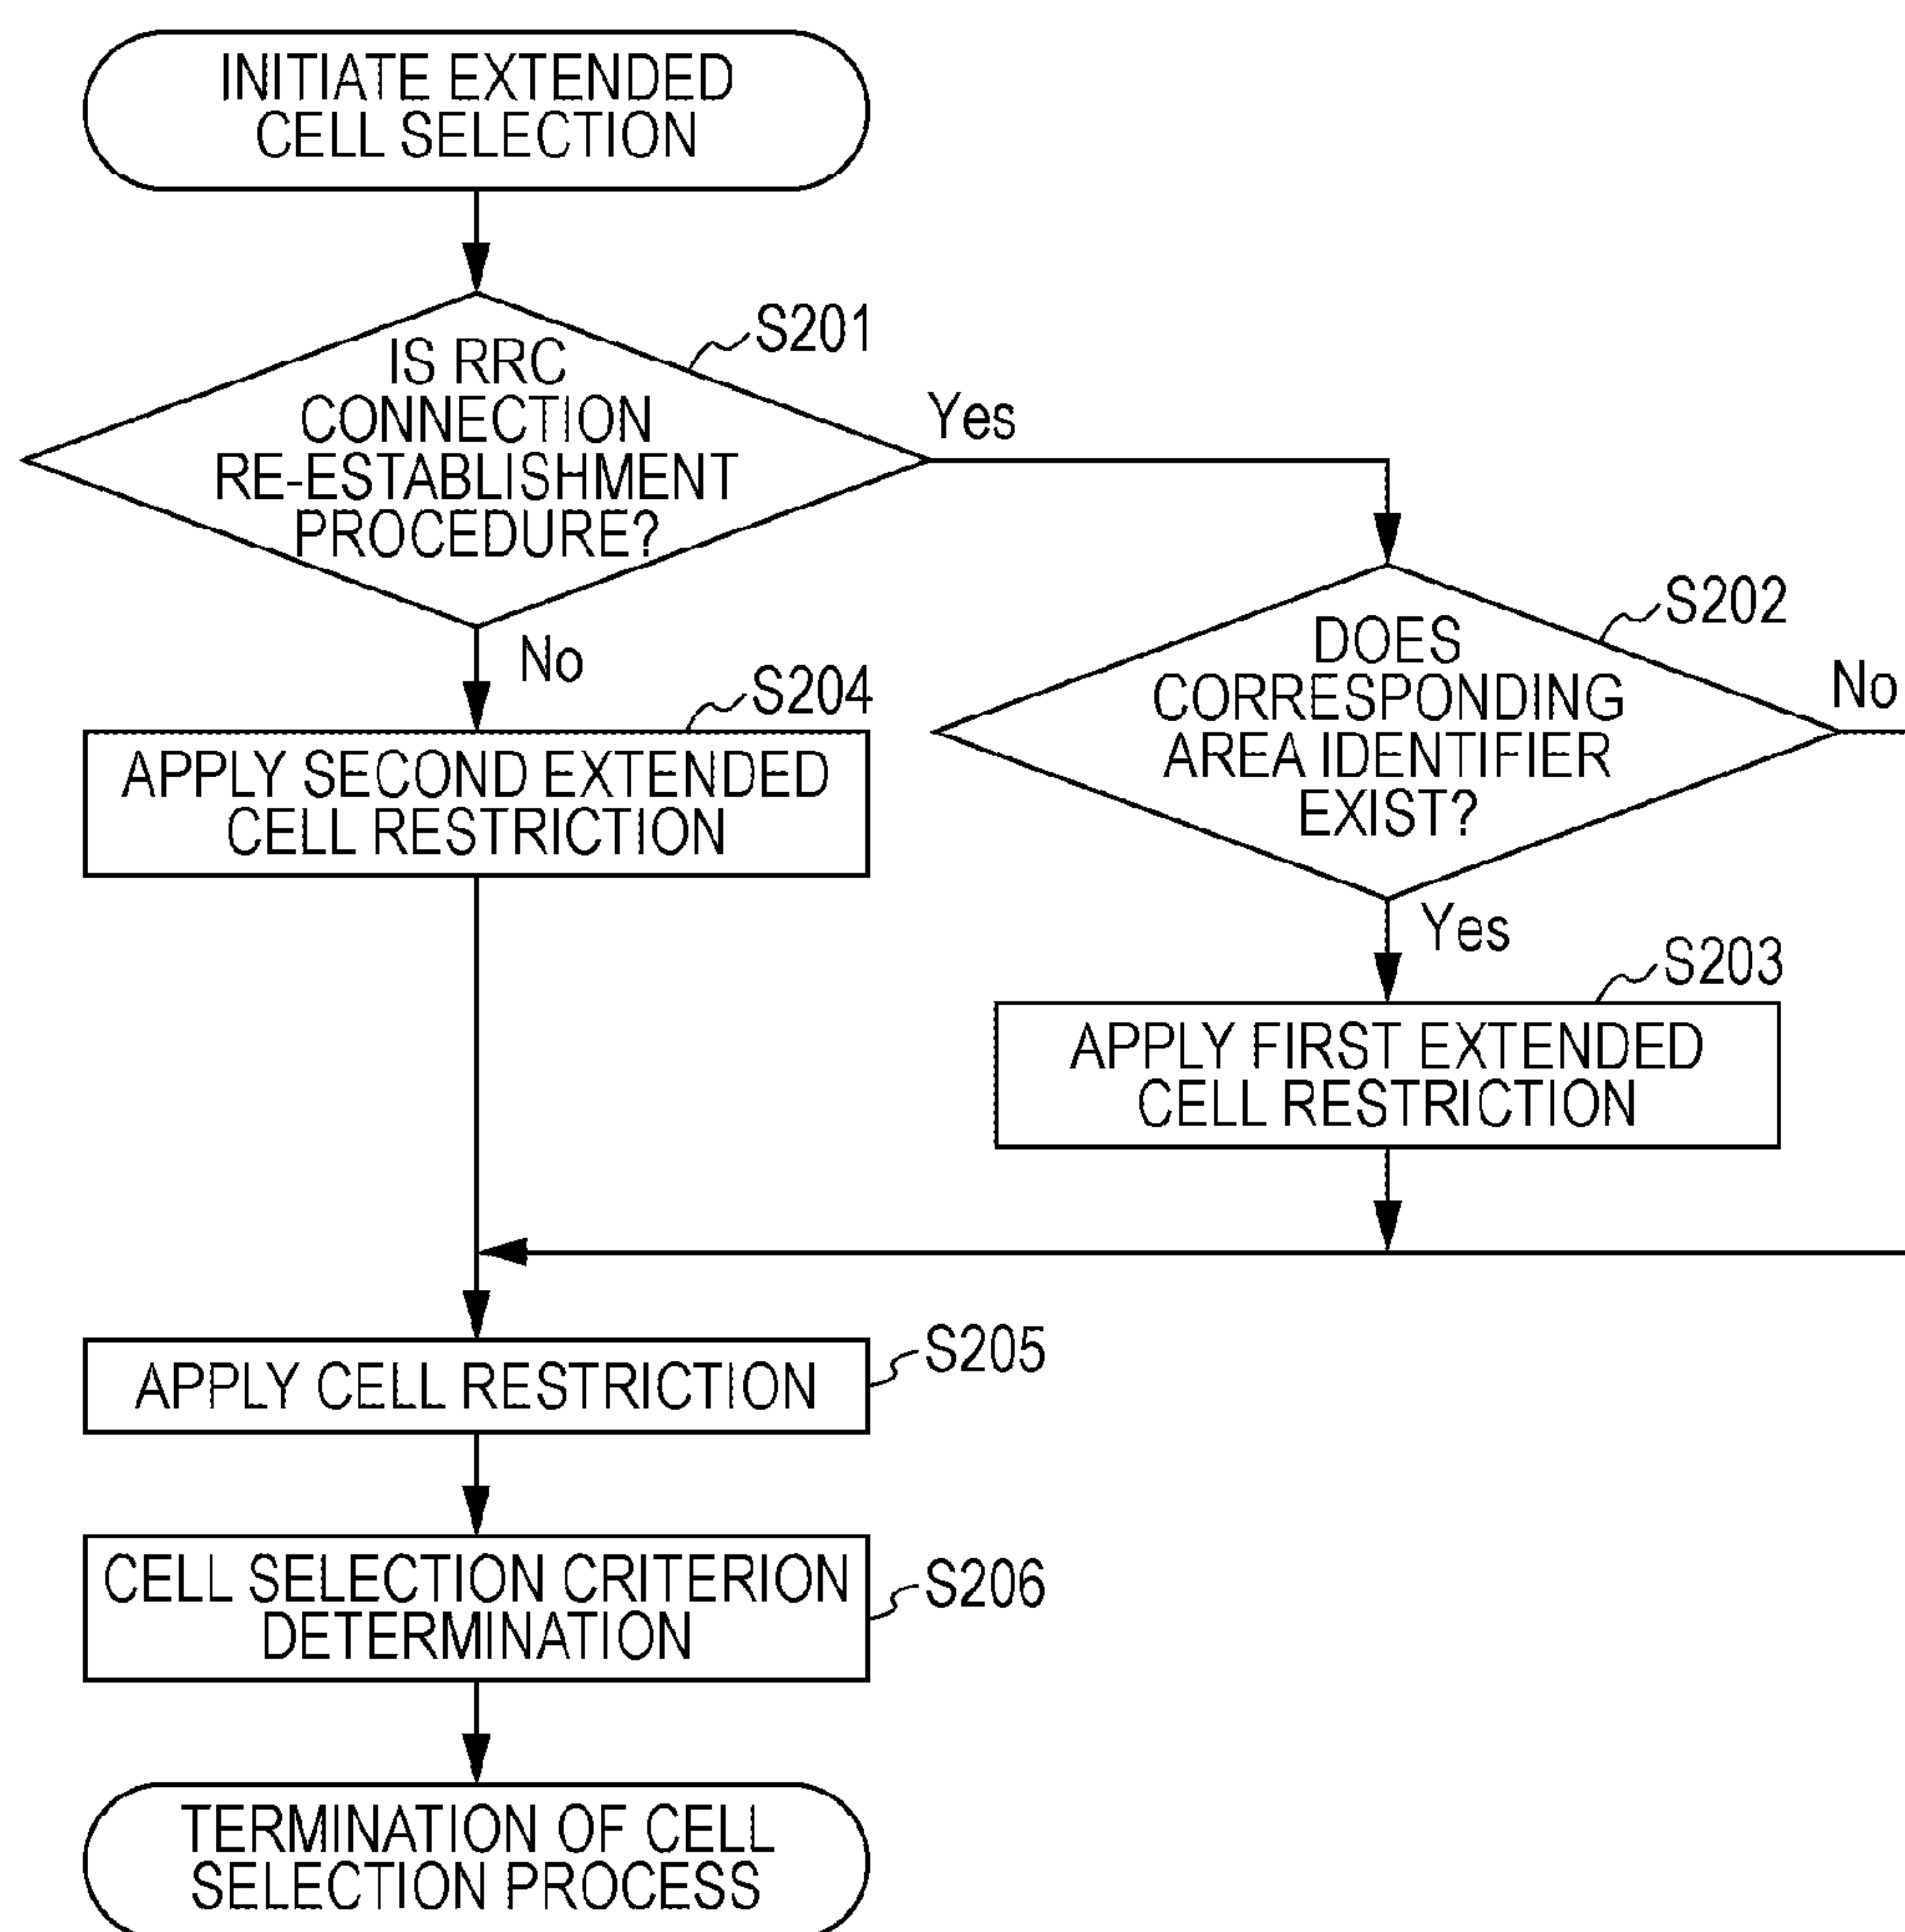 INITIATE EXTENDED
CELL SELECTION
S201
IS RRC
CONNECTION
RE-ESTABLISHMENT
PROCEDURE?
Yes
No
S202
DOES
CORRESPONDING
AREA IDENTIFIER
EXIST?
No
Yes
S204
APPLY SECOND EXTENDED
CELL RESTRICTION
S203
APPLY FIRST EXTENDED
CELL RESTRICTION
S205
APPLY CELL RESTRICTION
S206
CELL SELECTION CRITERION
DETERMINATION
TERMINATION OF CELL
SELECTION PROCESS